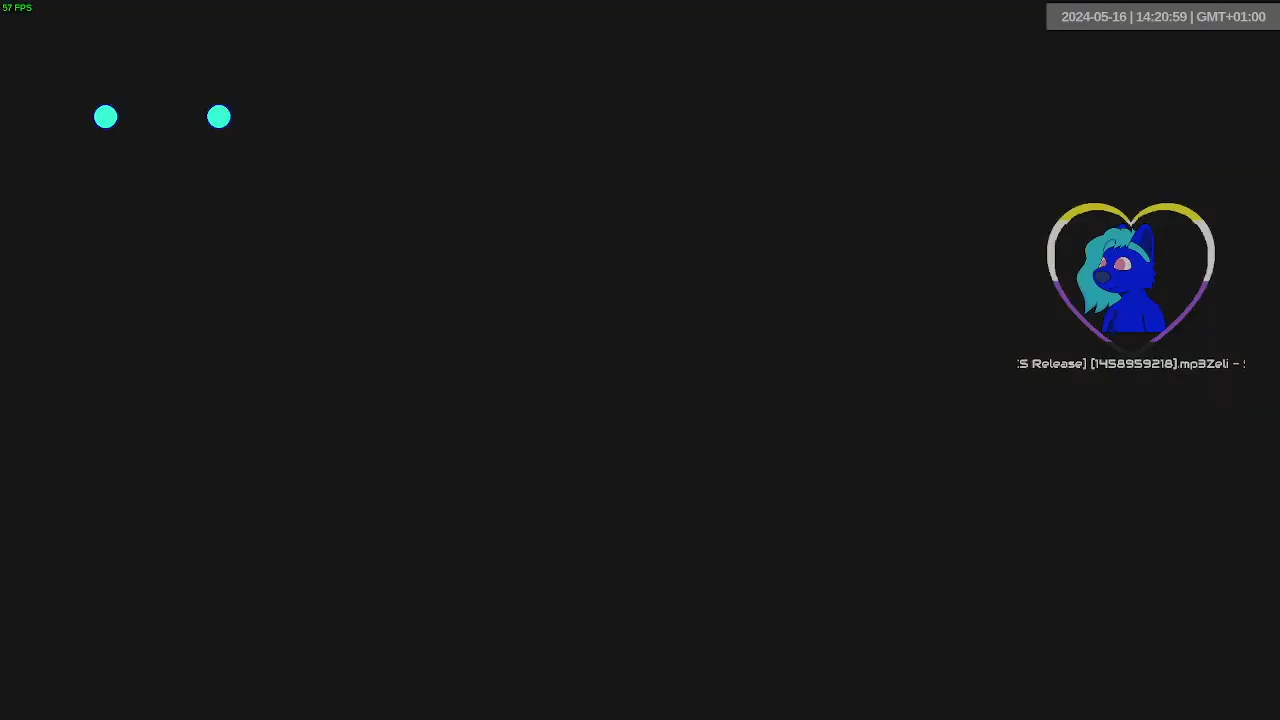 57 FPS
2024-05-16 | 14:20:59 | GMT+01:00
S Release] [1458959218].mp3Zeli -